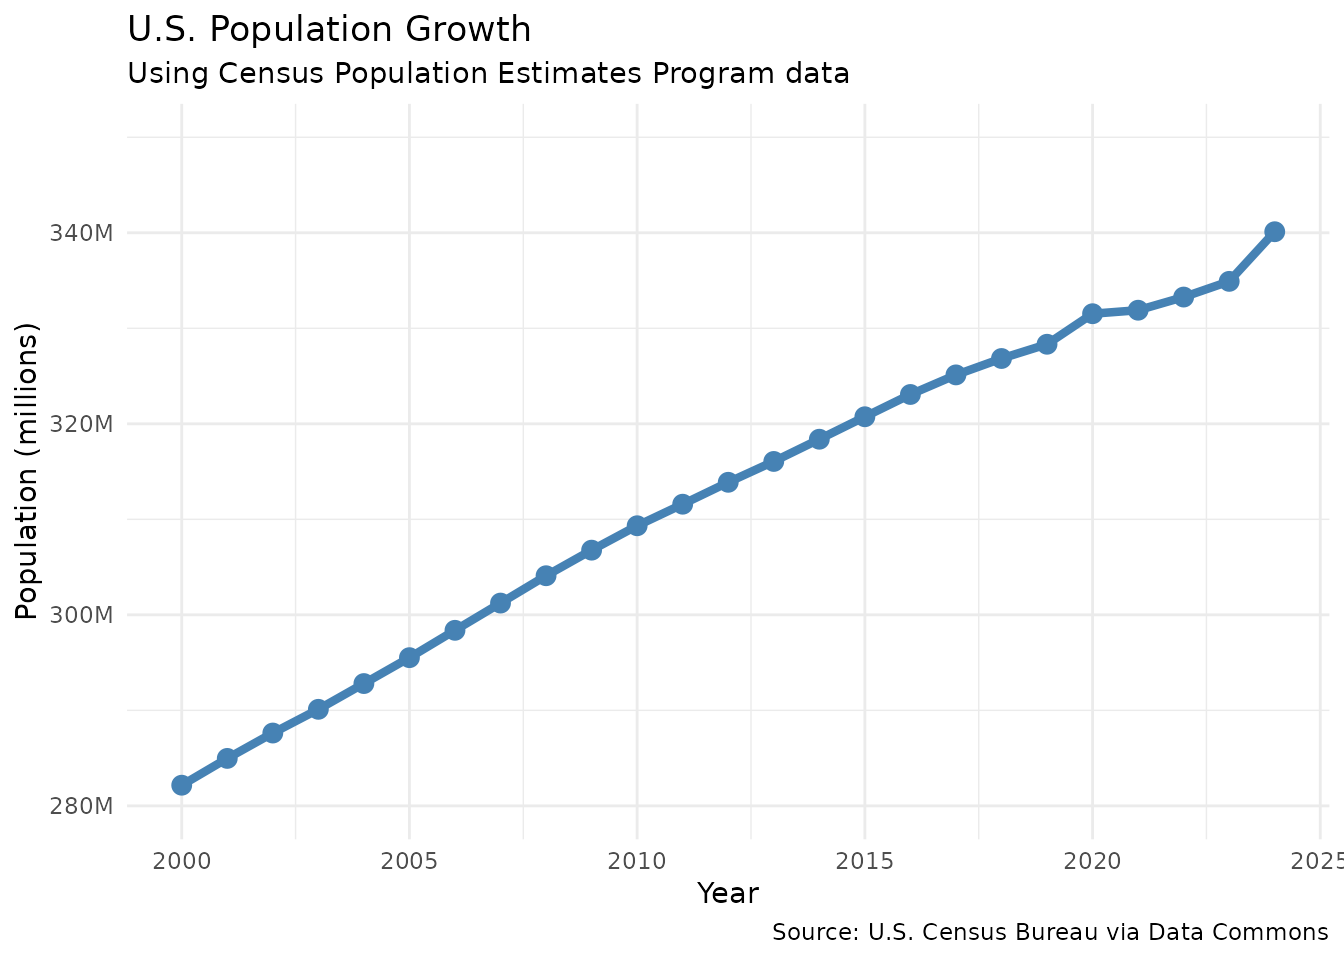 U.S. Population Growth
Using Census Population Estimates Program data
Population (millions)
340M
320M
300M
280M
2000 2005 2010 2015 2020 2025
Year
Source: U.S. Census Bureau via Data Commons